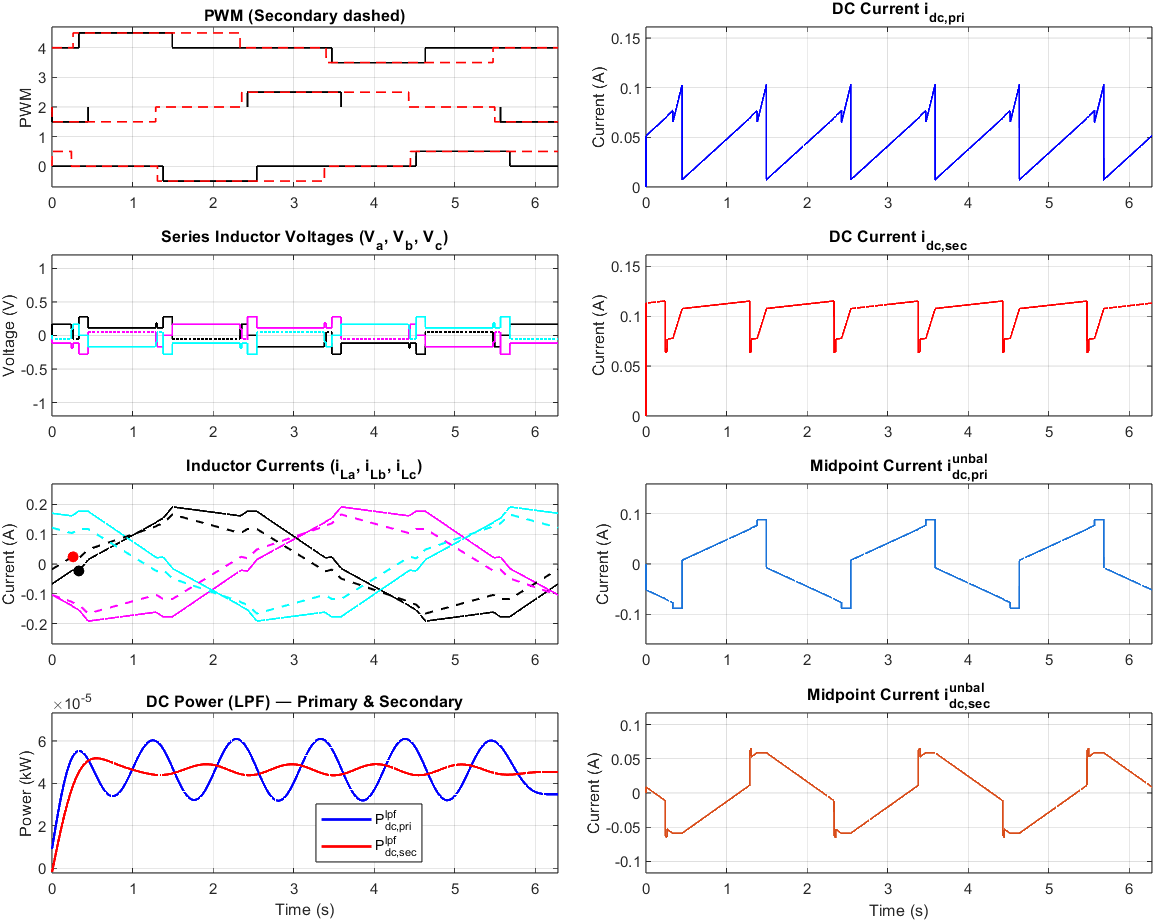 PWM (Secondary dashed)
PWM
4
3
2
1
0
0 1 2 3 4 5 6
DC Current i_dc,pri
Current (A)
0.15
0.1
0.05
0
0 1 2 3 4 5 6
Series Inductor Voltages (V_a, V_b, V_c)
Voltage (V)
1
0.5
0
-0.5
-1
0 1 2 3 4 5 6
DC Current i_dc,sec
Current (A)
0.15
0.1
0.05
0
0 1 2 3 4 5 6
Inductor Currents (i_La, i_Lb, i_Lc)
Current (A)
0.2
0.1
0
-0.1
-0.2
0 1 2 3 4 5 6
Midpoint Current i^unbal_dc,pri
Current (A)
0.1
0
-0.1
0 1 2 3 4 5 6
DC Power (LPF) — Primary & Secondary
×10^-5
Power (kW)
6
4
2
0
P^lpf_dc,pri
P^lpf_dc,sec
0 1 2 3 4 5 6
Time (s)
Midpoint Current i^unbal_dc,sec
Current (A)
0.1
0.05
0
-0.05
-0.1
0 1 2 3 4 5 6
Time (s)